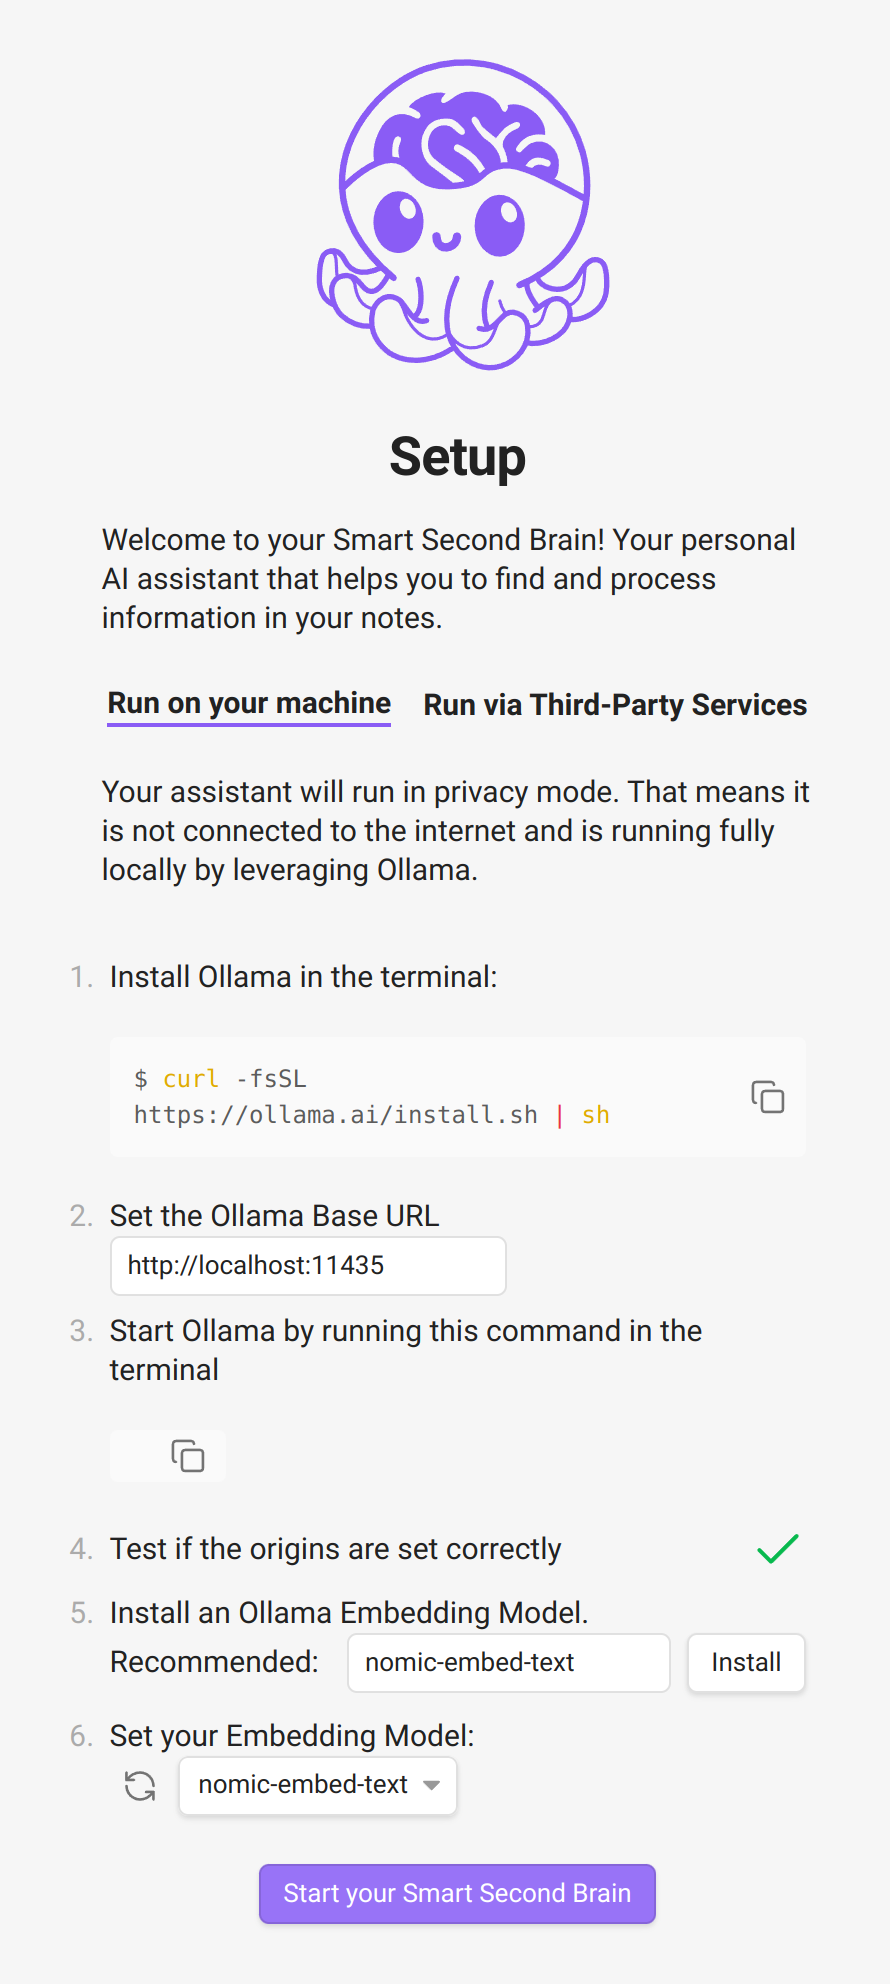 Setup
Welcome to your Smart Second Brain! Your personal
AI assistant that helps you to find and process
information in your notes.
Run on your machine Run via Third-Party Services
Your assistant will run in privacy mode. That means it
is not connected to the internet and is running fully
locally by leveraging Ollama.
1. Install Ollama in the terminal:
$ curl -fsSL
https://ollama.ai/install.sh | sh
2. Set the Ollama Base URL
http://localhost:11435
3. Start Ollama by running this command in the
terminal
4. Test if the origins are set correctly
5. Install an Ollama Embedding Model.
Recommended: nomic-embed-text Install
6. Set your Embedding Model:
nomic-embed-text
Start your Smart Second Brain